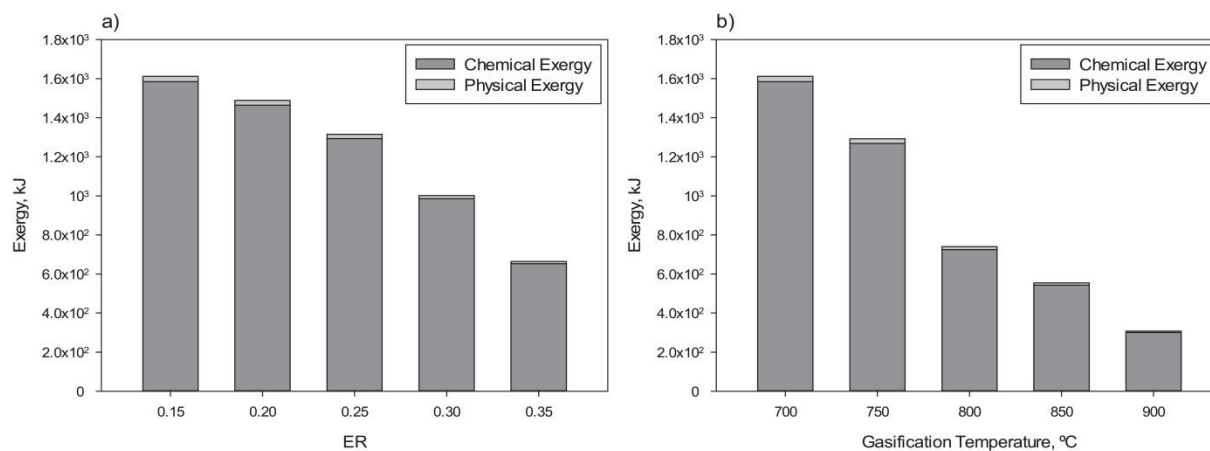 a)
Exergy, kJ
1.8x10³
1.6x10³
1.4x10³
1.2x10³
10³
8.0x10²
6.0x10²
4.0x10²
2.0x10²
0
Chemical Exergy
Physical Exergy
0.15 0.20 0.25 0.30 0.35
ER
b)
Exergy, kJ
1.8x10³
1.6x10³
1.4x10³
1.2x10³
10³
8.0x10²
6.0x10²
4.0x10²
2.0x10²
0
Chemical Exergy
Physical Exergy
700 750 800 850 900
Gasification Temperature, ºC